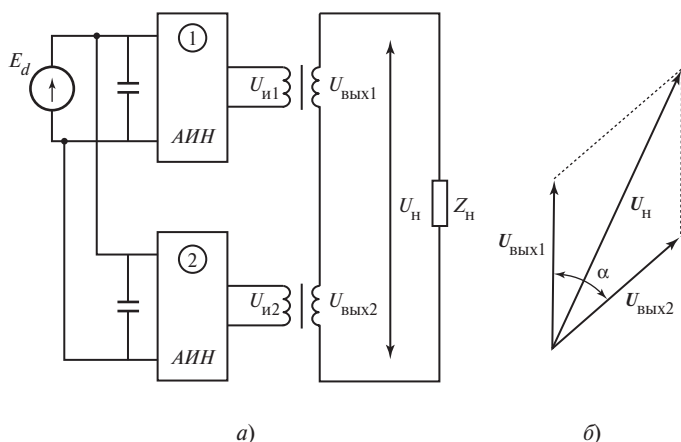 1
E_d
U_и1
U_вых1
АИН
U_н
Z_н
U_н
U_вых1
α
U_вых2
2
U_и2
U_вых2
АИН
а)
б)